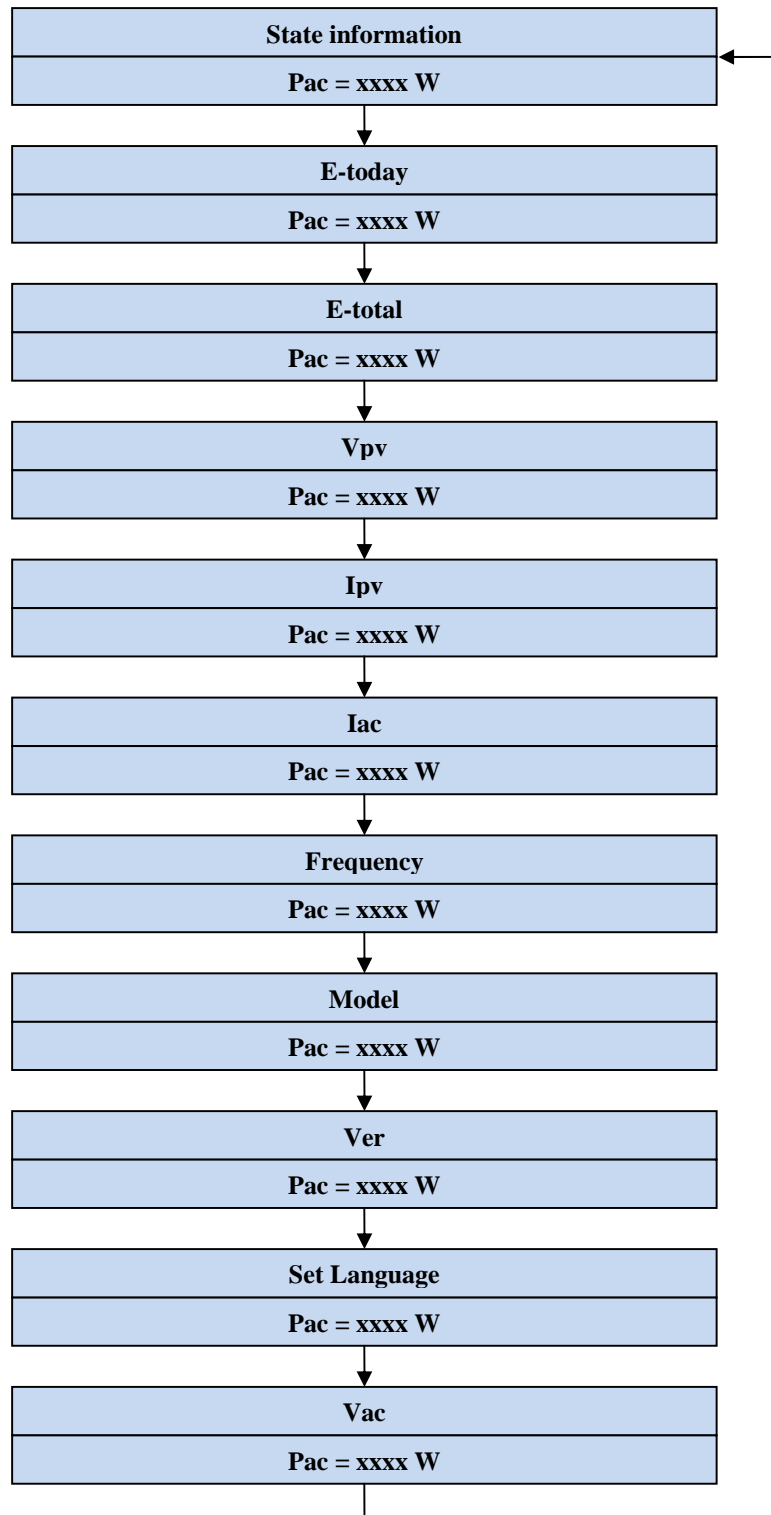 State information
Pac = xxxx W
E-today
Pac = xxxx W
E-total
Pac = xxxx W
Vpv
Pac = xxxx W
Ipv
Pac = xxxx W
Iac
Pac = xxxx W
Frequency
Pac = xxxx W
Model
Pac = xxxx W
Ver
Pac = xxxx W
Set Language
Pac = xxxx W
Vac
Pac = xxxx W